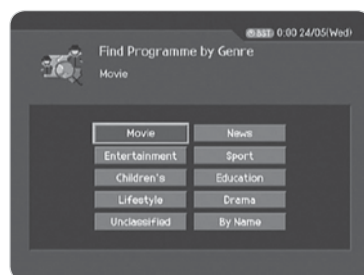 BST 0:00 24/05(Wed)
Find Programme by Genre
Movie
Movie News
Entertainment Sport
Children's Education
Lifestyle Drama
Unclassified By Name